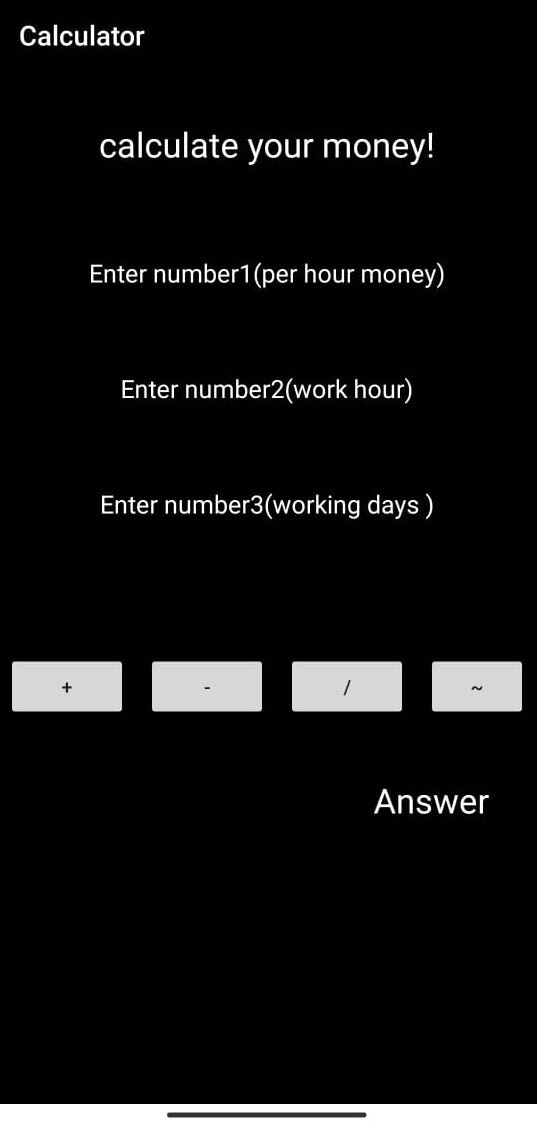 Calculator
calculate your money!
Enter number1(per hour money)
Enter number2(work hour)
Enter number3(working days )
+ - / ~
Answer